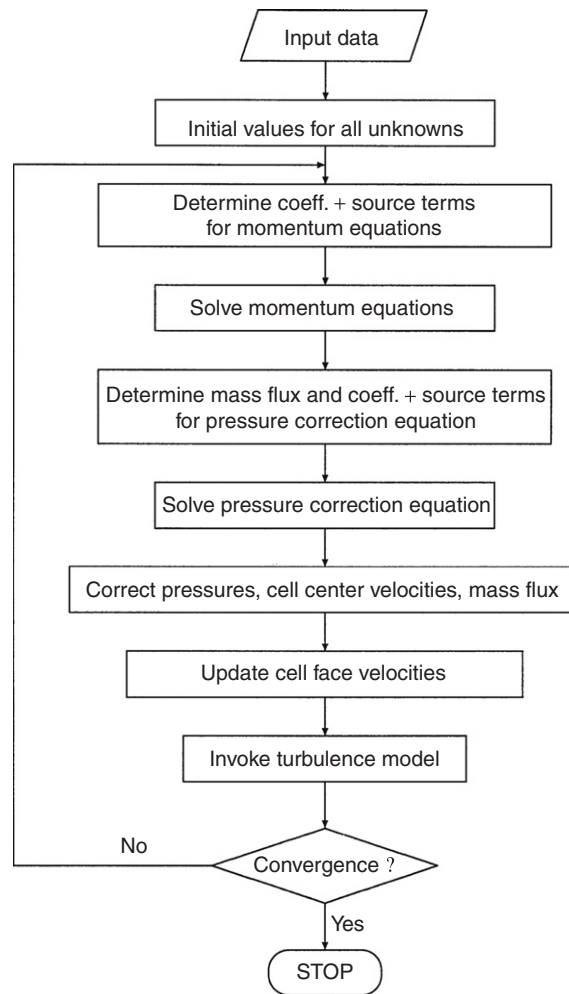 Input data
Initial values for all unknowns
Determine coeff. + source terms
for momentum equations
Solve momentum equations
Determine mass flux and coeff. + source terms
for pressure correction equation
Solve pressure correction equation
Correct pressures, cell center velocities, mass flux
Update cell face velocities
Invoke turbulence model
No
Convergence ?
Yes
STOP